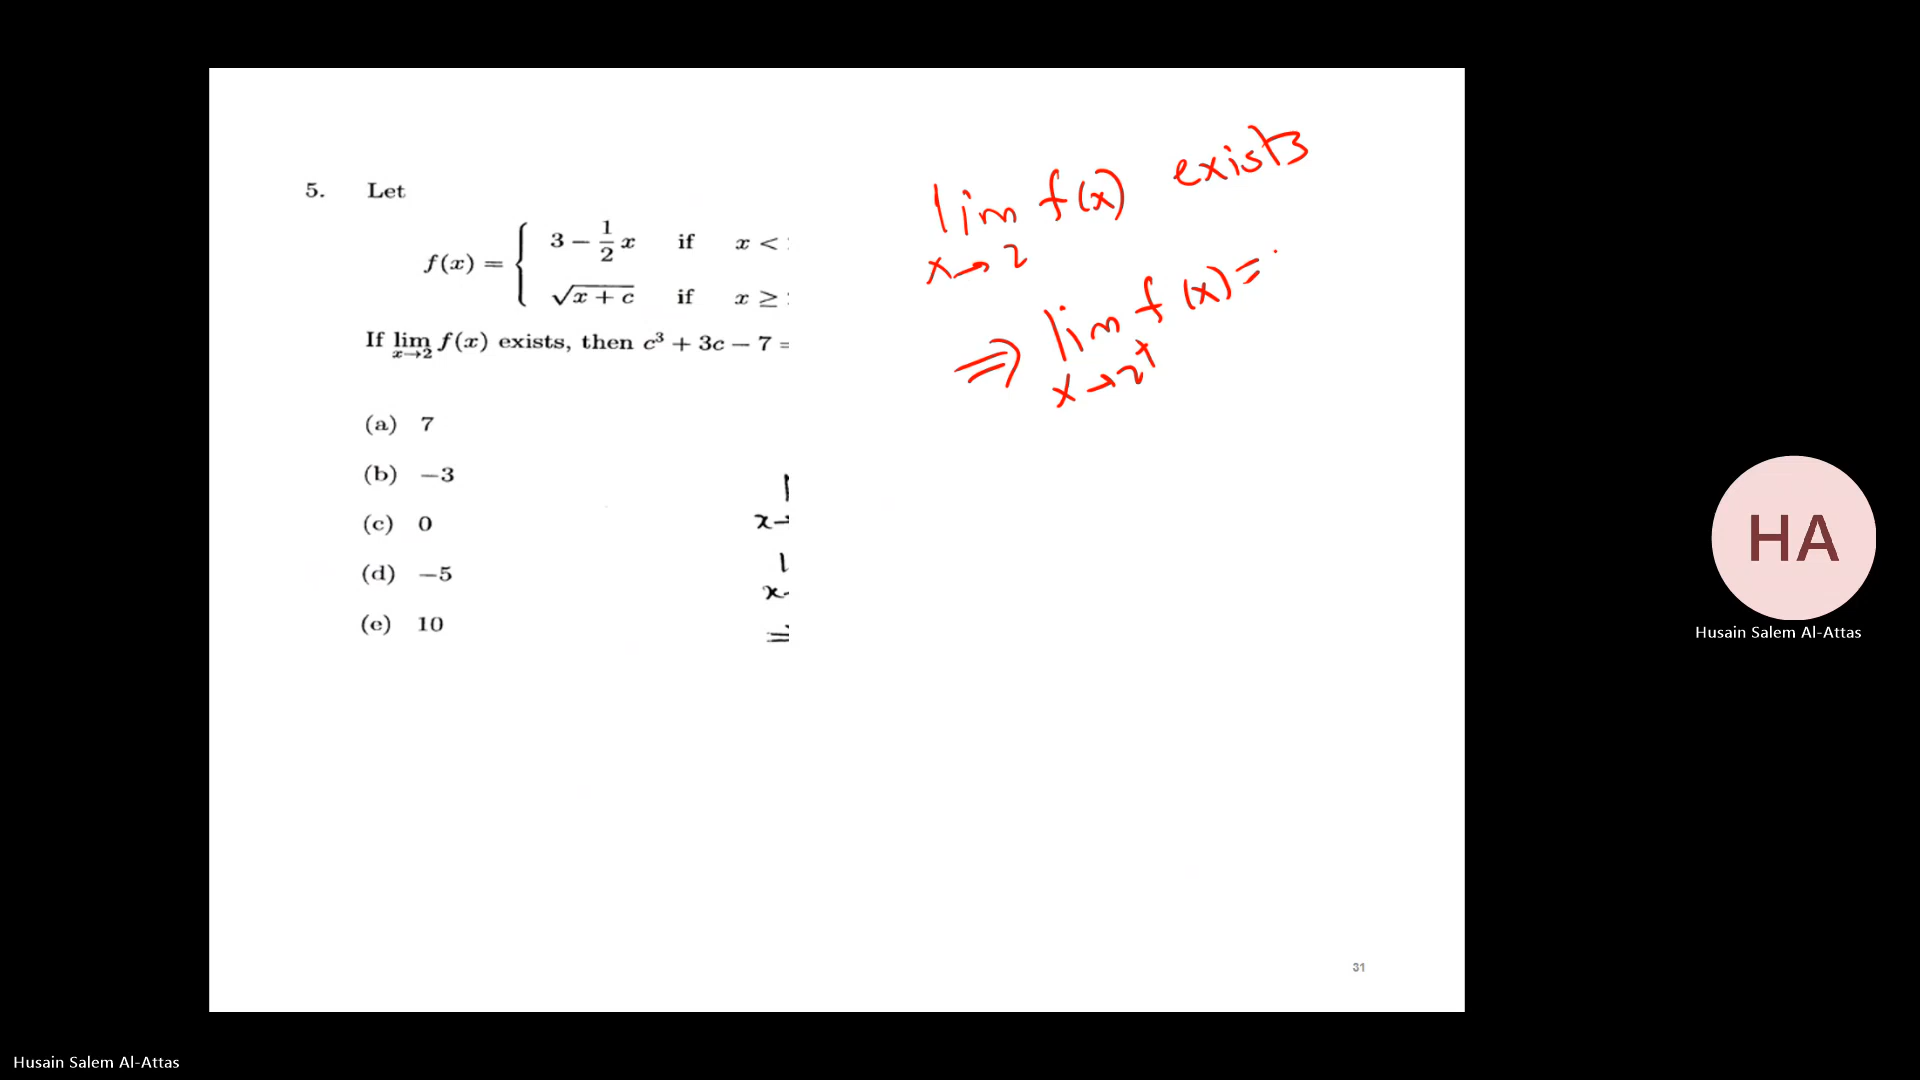 5. Let
f(x) = { 3 − 1/2 x if x <
√x + c if x ≥
If lim x→2 f(x) exists, then c³ + 3c − 7 =
(a) 7
(b) −3
(c) 0
(d) −5
(e) 10
x→
x-
=
lim f(x) exists
x→2
⇒ lim f(x) =
x→2⁺
31
HA
Husain Salem Al-Attas
Husain Salem Al-Attas